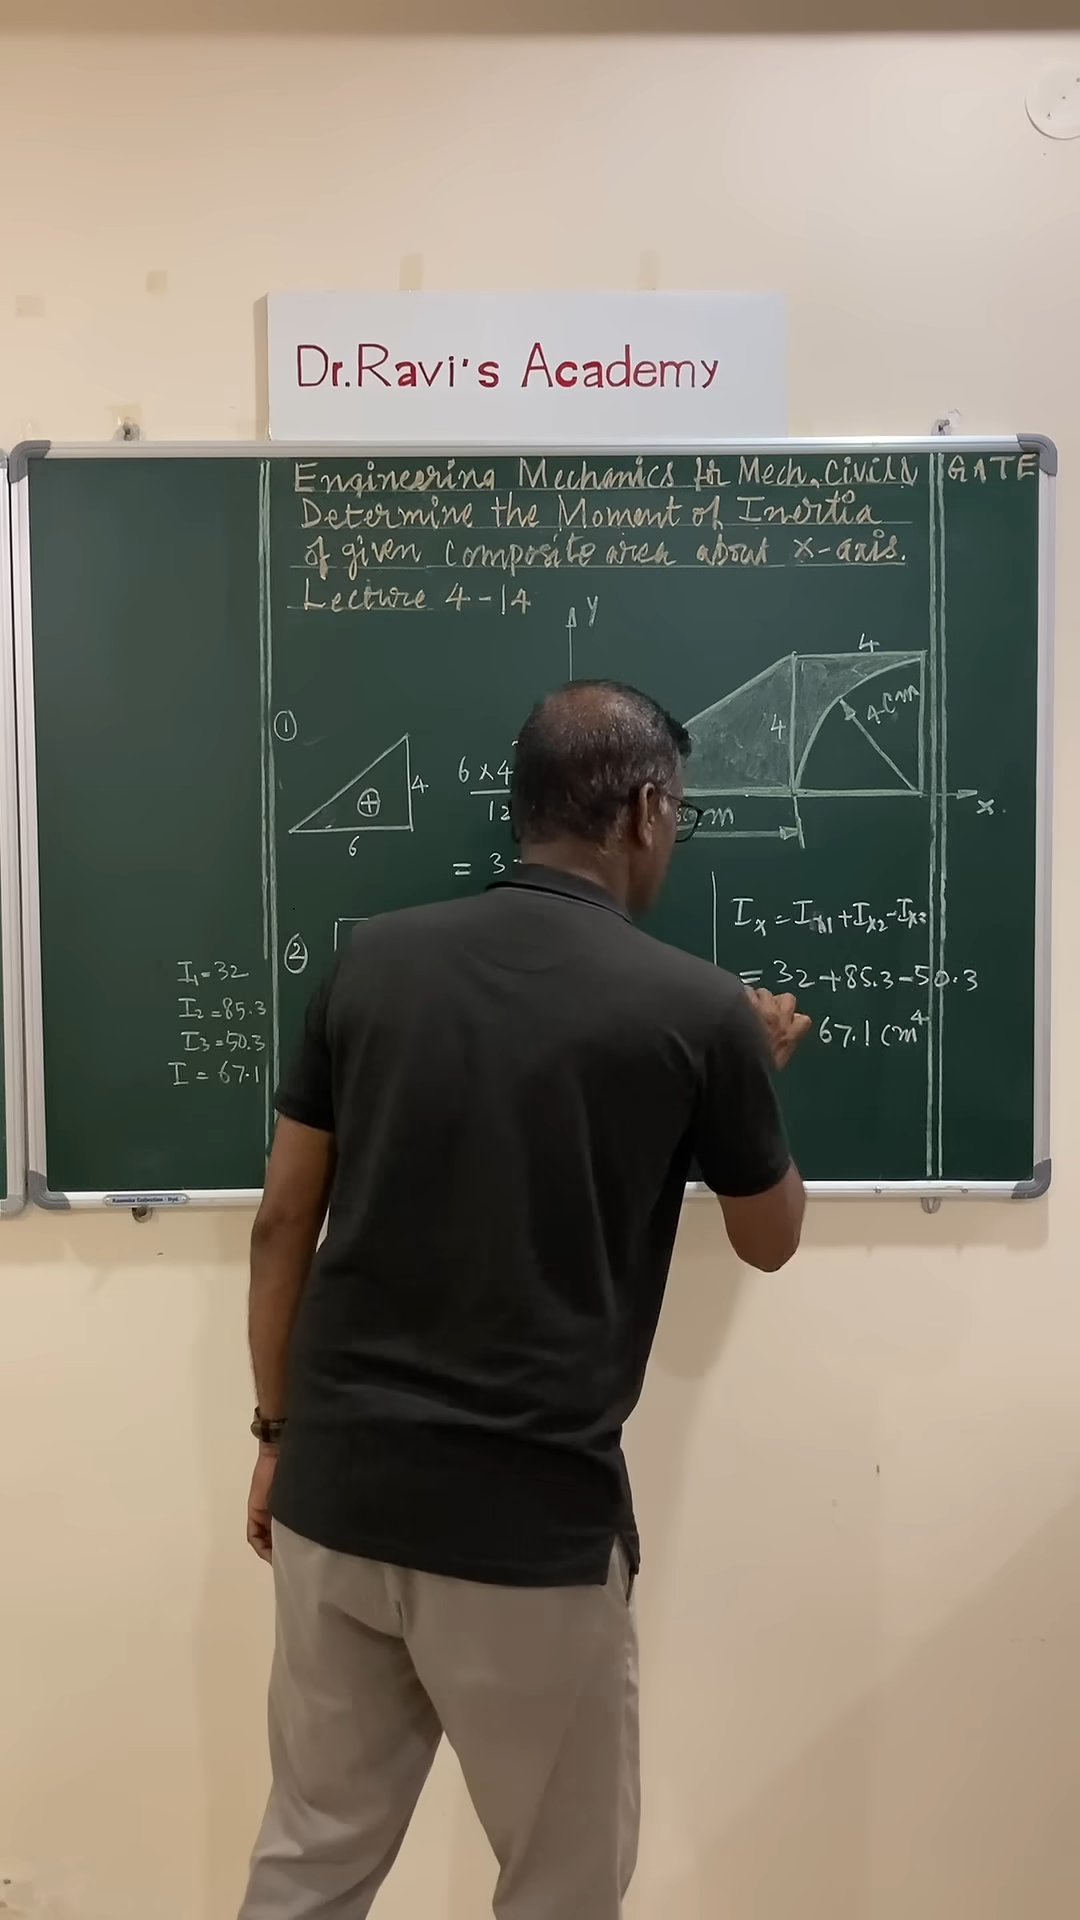 Dr.Ravi's Academy
Engineering Mechanics for Mech, Civil &
Determine the Moment of Inertia
of given composite area about x-axis.
Lecture 4-14
GATE
y
4
4
4cm
x.
①
+
4
6
6×4
12
= 3
②
I1=32
I2=85.3
I3=50.3
I = 67.1
Ix = Ix1 + Ix2 - Ix3
= 32+85.3-50.3
67.1 cm⁴